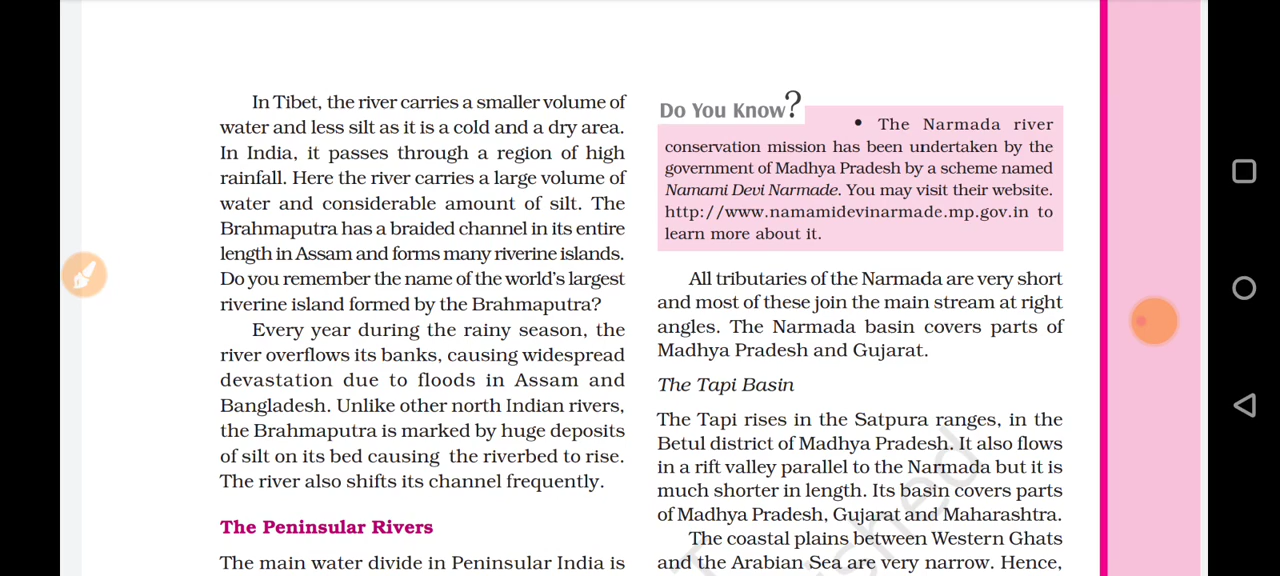 In Tibet, the river carries a smaller volume of
water and less silt as it is a cold and a dry area.
In India, it passes through a region of high
rainfall. Here the river carries a large volume of
water and considerable amount of silt. The
Brahmaputra has a braided channel in its entire
length in Assam and forms many riverine islands.
Do you remember the name of the world's largest
riverine island formed by the Brahmaputra?
Every year during the rainy season, the
river overflows its banks, causing widespread
devastation due to floods in Assam and
Bangladesh. Unlike other north Indian rivers,
the Brahmaputra is marked by huge deposits
of silt on its bed causing the riverbed to rise.
The river also shifts its channel frequently.
The Peninsular Rivers
The main water divide in Peninsular India is
Do You Know?
• The Narmada river
conservation mission has been undertaken by the
government of Madhya Pradesh by a scheme named
Namami Devi Narmade. You may visit their website.
http://www.namamidevinarmade.mp.gov.in to
learn more about it.
All tributaries of the Narmada are very short
and most of these join the main stream at right
angles. The Narmada basin covers parts of
Madhya Pradesh and Gujarat.
The Tapi Basin
The Tapi rises in the Satpura ranges, in the
Betul district of Madhya Pradesh. It also flows
in a rift valley parallel to the Narmada but it is
much shorter in length. Its basin covers parts
of Madhya Pradesh, Gujarat and Maharashtra.
The coastal plains between Western Ghats
and the Arabian Sea are very narrow. Hence,